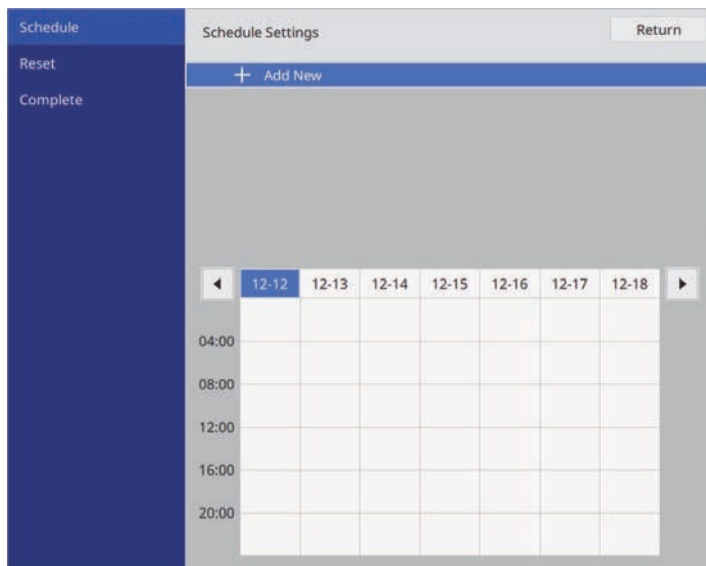 Schedule
Reset
Complete
Schedule Settings
Return
+ Add New
12-12 12-13 12-14 12-15 12-16 12-17 12-18
04:00
08:00
12:00
16:00
20:00